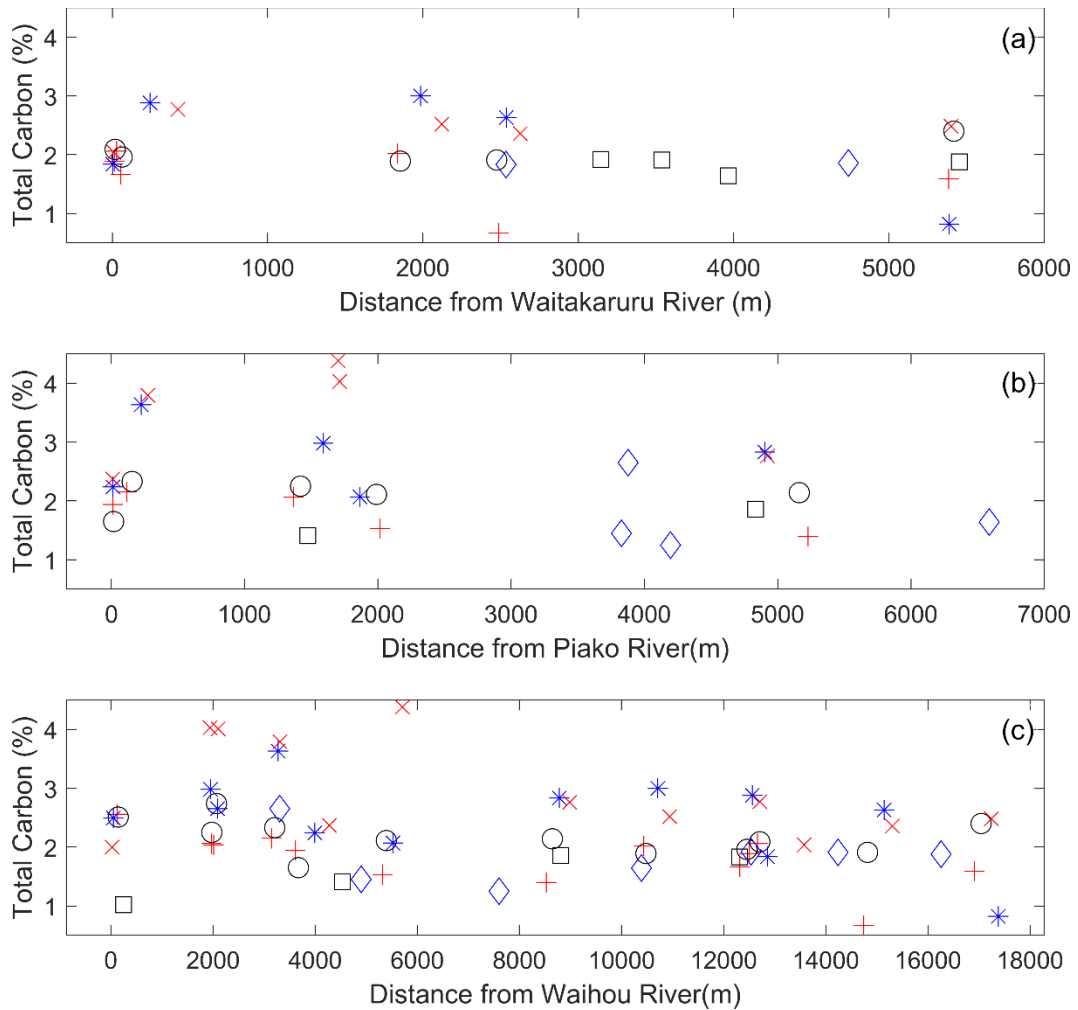 (a)
Total Carbon (%)
4
3
2
1
0 1000 2000 3000 4000 5000 6000
Distance from Waitakaruru River (m)
(b)
Total Carbon (%)
4
3
2
1
0 1000 2000 3000 4000 5000 6000 7000
Distance from Piako River(m)
(c)
Total Carbon (%)
4
3
2
1
0 2000 4000 6000 8000 10000 12000 14000 16000 18000
Distance from Waihou River(m)